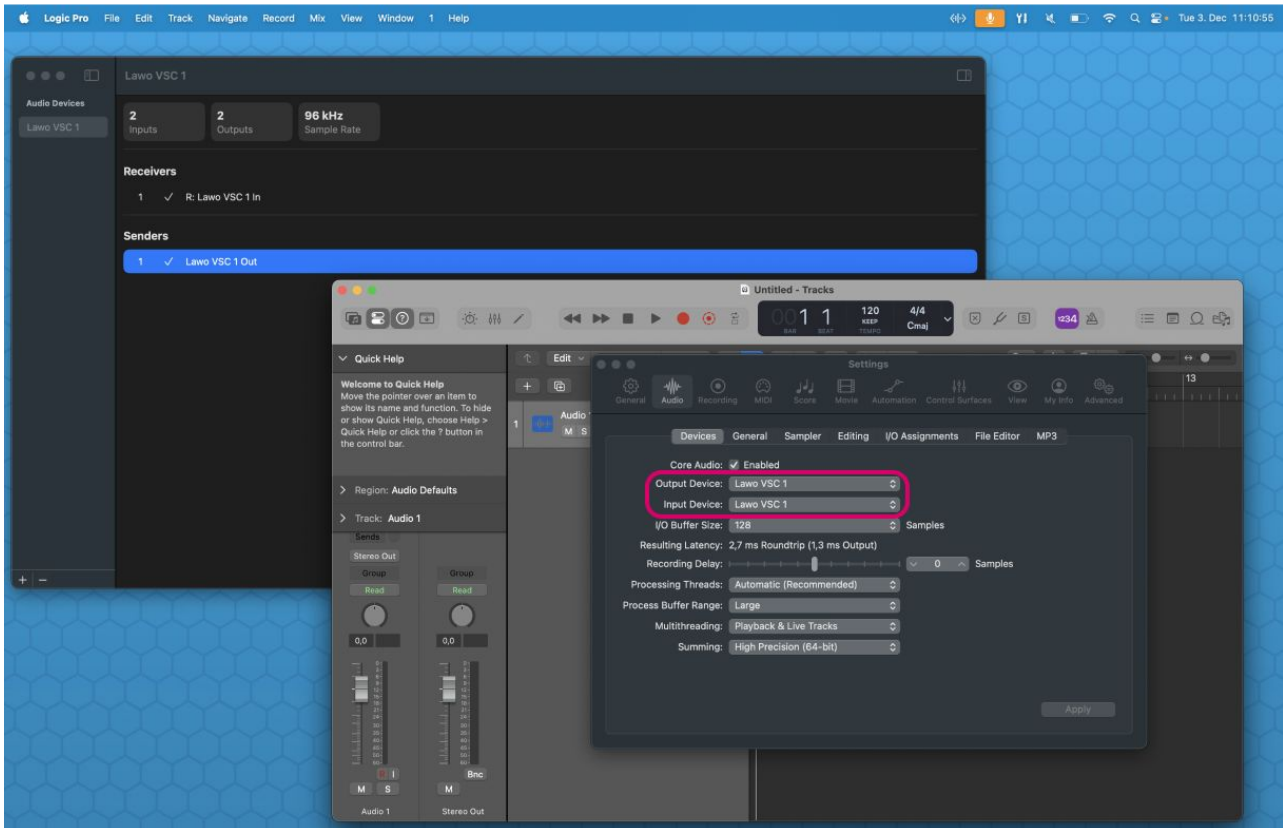 Logic Pro File Edit Track Navigate Record Mix View Window 1 Help
Tue 3. Dec 11:10:55
Lawo VSC 1
Audio Devices
Lawo VSC 1
2
Inputs
2
Outputs
96 kHz
Sample Rate
Receivers
1 ✓ R: Lawo VSC 1 In
Senders
1 ✓ Lawo VSC 1 Out
+ −
Untitled - Tracks
001 1
BAR BEAT
120
KEEP
TEMPO
4/4
Cmaj
1234
Quick Help
Welcome to Quick Help
Move the pointer over an item to
show its name and function. To hide
or show Quick Help, choose Help >
Quick Help or click the ? button in
the control bar.
Region: Audio Defaults
Track: Audio 1
Sends
Stereo Out
Group Group
Read Read
0,0 0,0
R I Bnc
M S M
Audio 1 Stereo Out
Edit
13
1 Audio
M S
Settings
General Audio Recording MIDI Score Movie Automation Control Surfaces View My Info Advanced
Devices General Sampler Editing I/O Assignments File Editor MP3
Core Audio: Enabled
Output Device: Lawo VSC 1
Input Device: Lawo VSC 1
I/O Buffer Size: 128 Samples
Resulting Latency: 2,7 ms Roundtrip (1,3 ms Output)
Recording Delay: 0 Samples
Processing Threads: Automatic (Recommended)
Process Buffer Range: Large
Multithreading: Playback & Live Tracks
Summing: High Precision (64-bit)
Apply